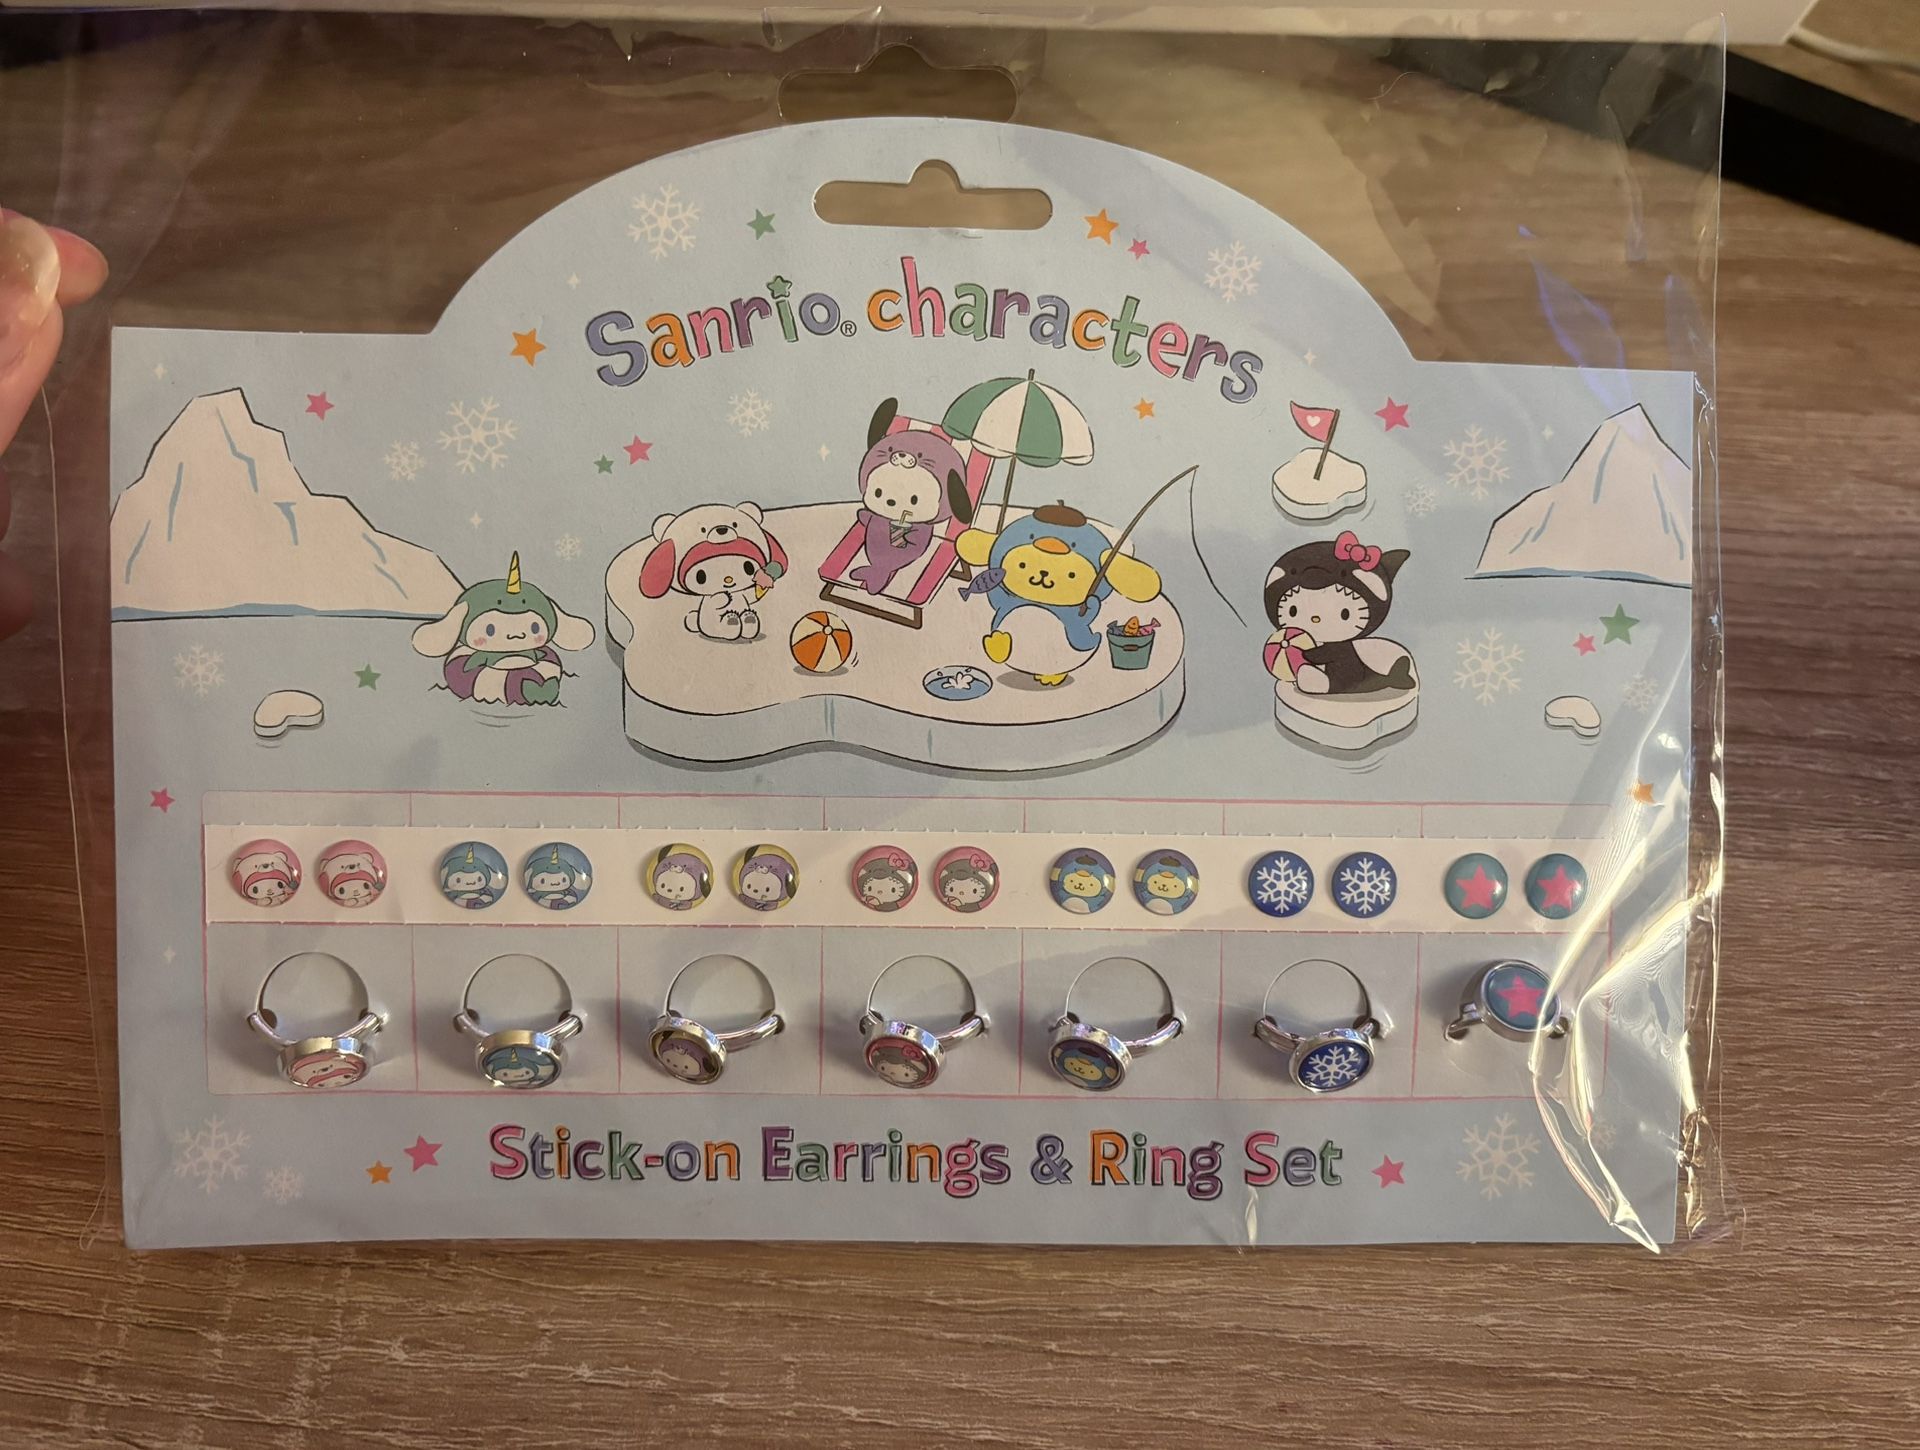 Sanrio® characters
Stick-on Earrings & Ring Set